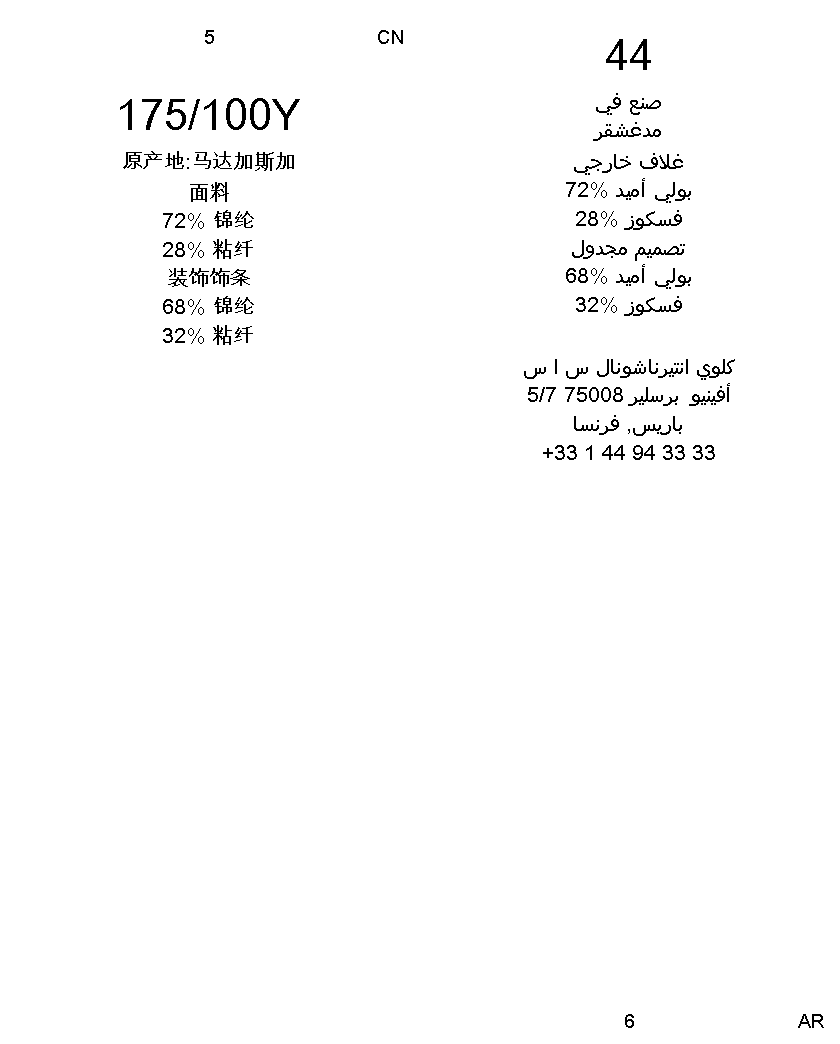 5
CN
175/100Y
原产地:马达加斯加
面料
72% 锦纶
28% 粘纤
装饰饰条
68% 锦纶
32% 粘纤
44
صنع في
مدغشقر
غلاف خارجي
بولي أميد %72
فسكوز %28
تصميم مجدول
بولي أميد %68
فسكوز %32
كلوي انتيرناشونال س ا س
أفينيو برسلير 75008 5/7
باريس, فرنسا
+33 1 44 94 33 33
6
AR